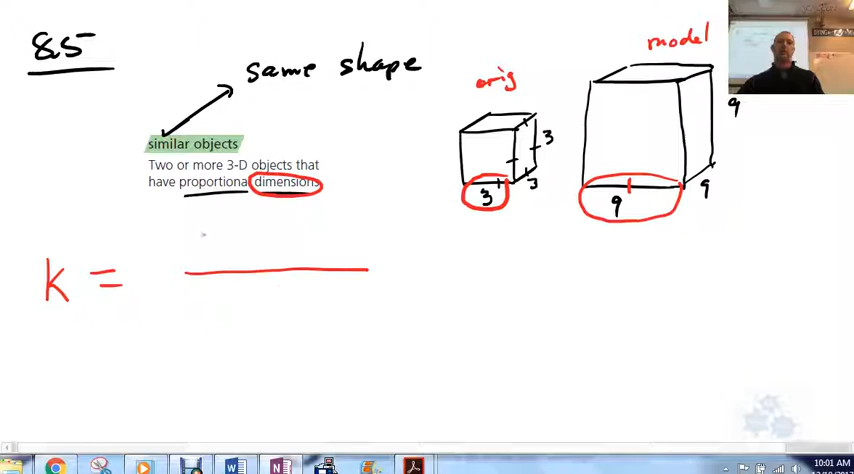 8.5
same shape
similar objects
Two or more 3-D objects that
have proportional dimensions
orig
3
3
3
model
9
9
9
k =
10:01 AM